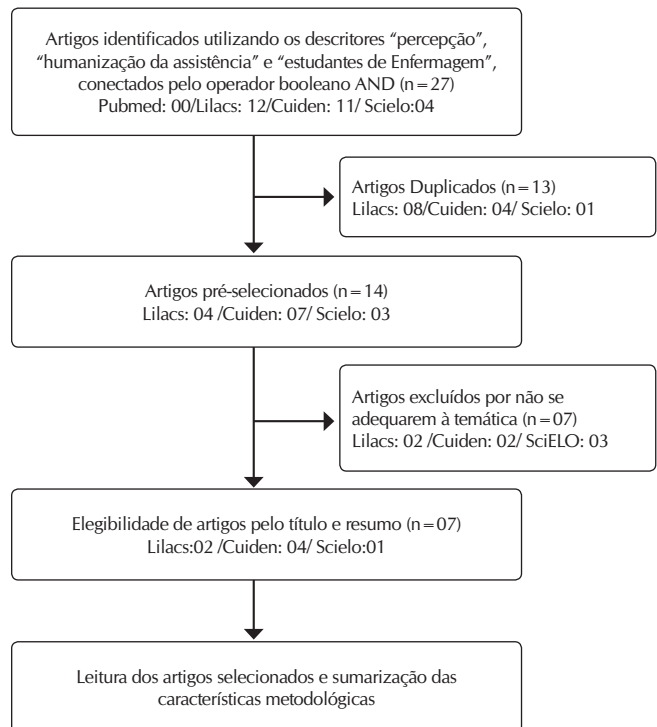 Artigos identificados utilizando os descritores “percepção”,
“humanização da assistência” e “estudantes de Enfermagem”,
conectados pelo operador booleano AND (n=27)
Pubmed: 00/Lilacs: 12/Cuiden: 11/ Scielo:04
Artigos Duplicados (n=13)
Lilacs: 08/Cuiden: 04/ Scielo: 01
Artigos pré-selecionados (n=14)
Lilacs: 04 /Cuiden: 07/ Scielo: 03
Artigos excluídos por não se
adequarem à temática (n=07)
Lilacs: 02 /Cuiden: 02/ SciELO: 03
Elegibilidade de artigos pelo título e resumo (n=07)
Lilacs:02 /Cuiden: 04/ Scielo:01
Leitura dos artigos selecionados e sumarização das
características metodológicas